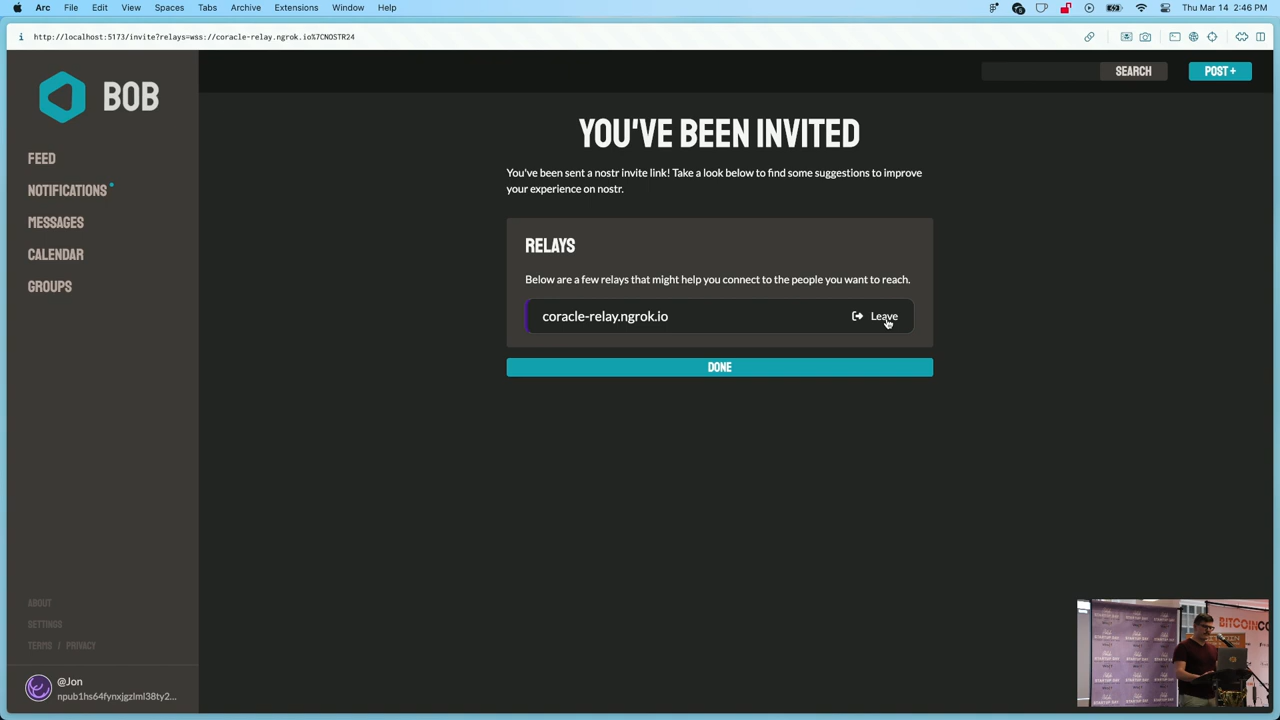 Arc File Edit View Spaces Tabs Archive Extensions Window Help Thu Mar 14 2:46 PM
http://localhost:5173/invite?relays=wss://coracle-relay.ngrok.io%7CNOSTR24
BOB
SEARCH
POST +
FEED
NOTIFICATIONS
MESSAGES
CALENDAR
GROUPS
YOU'VE BEEN INVITED
You've been sent a nostr invite link! Take a look below to find some suggestions to improve
your experience on nostr.
RELAYS
Below are a few relays that might help you connect to the people you want to reach.
coracle-relay.ngrok.io
Leave
DONE
ABOUT
SETTINGS
TERMS / PRIVACY
@Jon
npub1hs64fynxjgzlml38ty2...
STARTUP DAY
BITCOIN